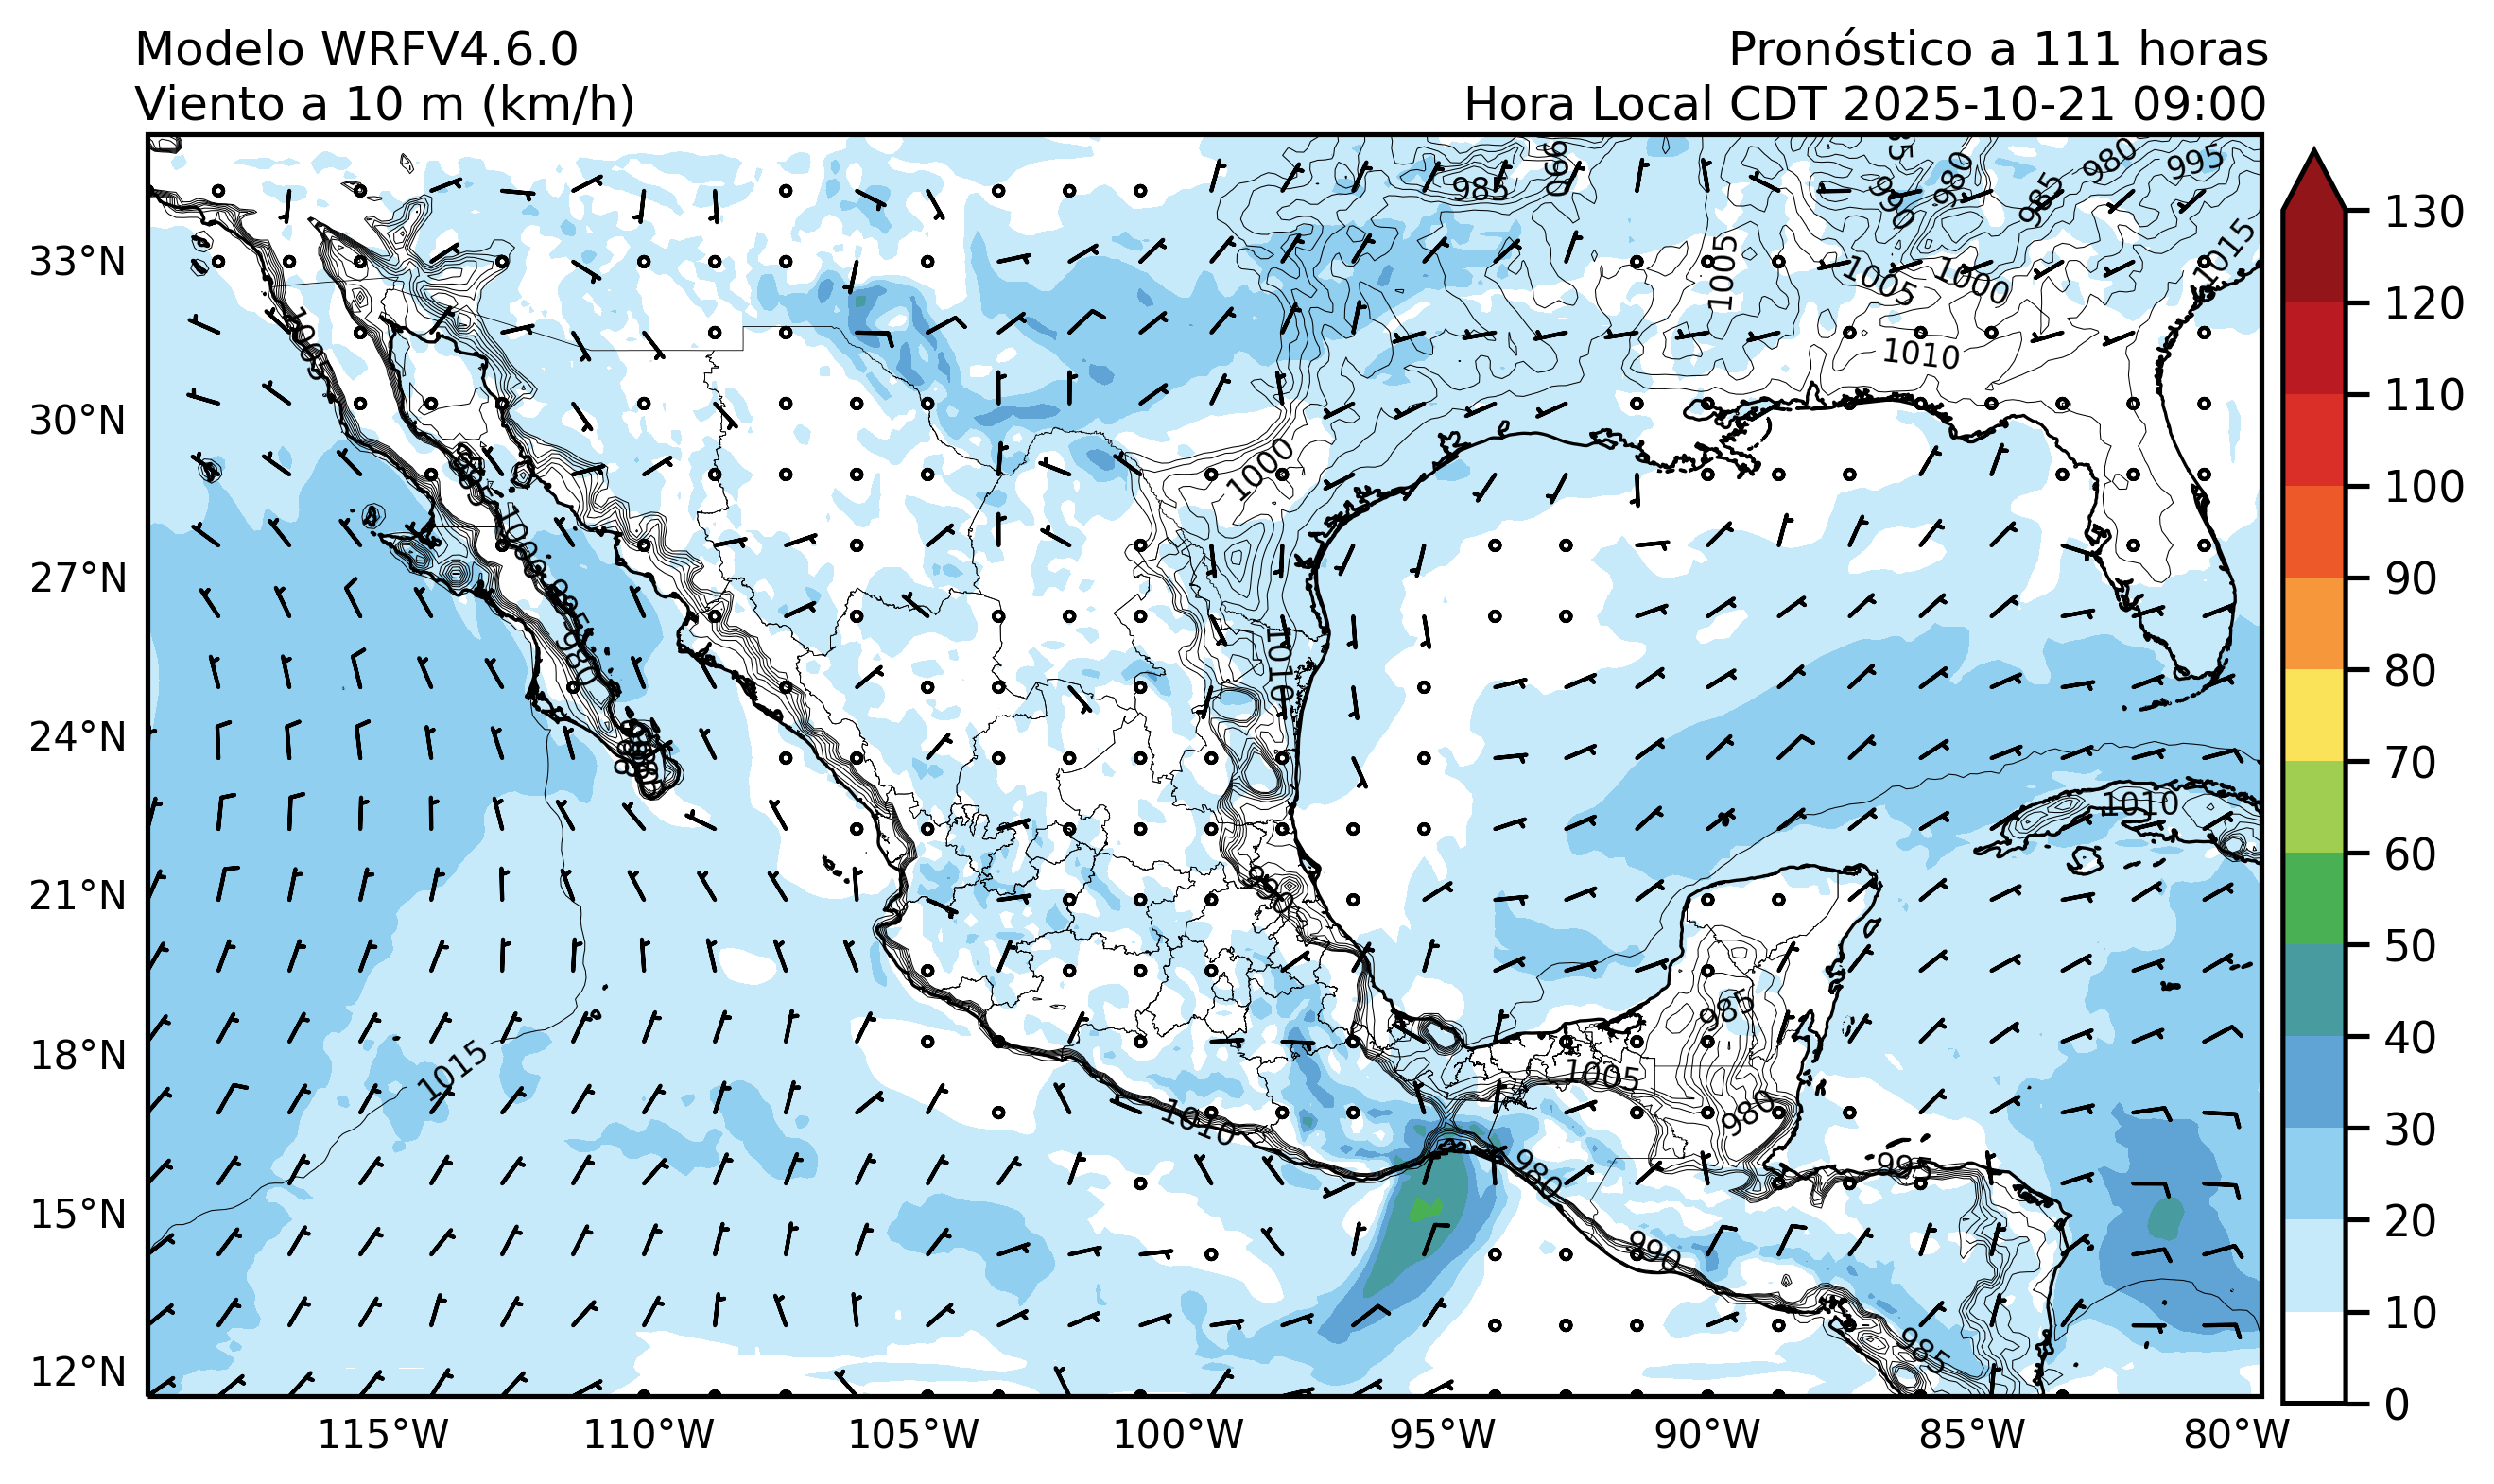 Modelo WRFV4.6.0
Pronóstico a 111 horas
Viento a 10 m (km/h)
Hora Local CDT 2025-10-21 09:00
33°N
30°N
27°N
24°N
21°N
18°N
15°N
12°N
115°W
110°W
105°W
100°W
95°W
90°W
85°W
80°W
130
120
110
100
90
80
70
60
50
40
30
20
10
0
985
990
980
980
995
985
990
1015
1005
1005
1000
1010
1005
1000
1010
980
1010
985
1015
1005
980
1010
980
995
990
985